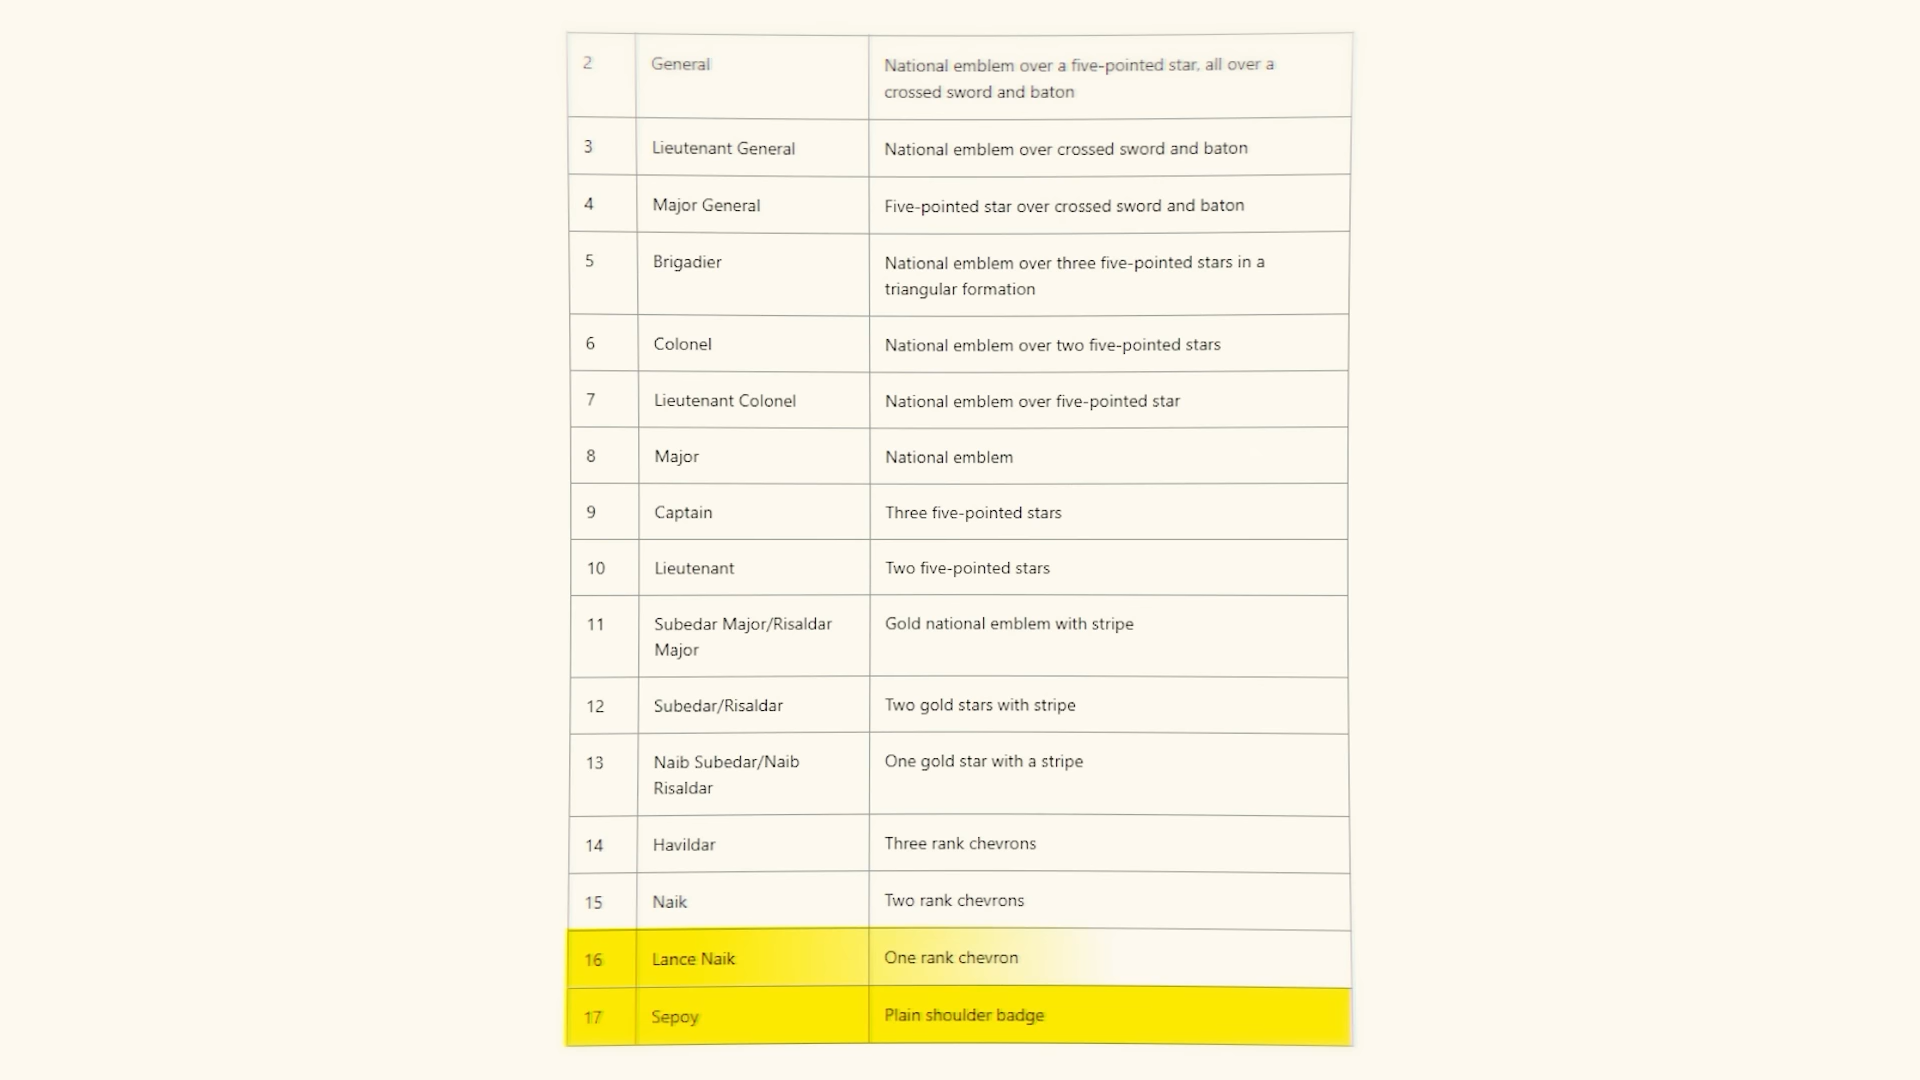 2 General National emblem over a five-pointed star, all over a
crossed sword and baton
3 Lieutenant General National emblem over crossed sword and baton
4 Major General Five-pointed star over crossed sword and baton
5 Brigadier National emblem over three five-pointed stars in a
triangular formation
6 Colonel National emblem over two five-pointed stars
7 Lieutenant Colonel National emblem over five-pointed star
8 Major National emblem
9 Captain Three five-pointed stars
10 Lieutenant Two five-pointed stars
11 Subedar Major/Risaldar Gold national emblem with stripe
Major
12 Subedar/Risaldar Two gold stars with stripe
13 Naib Subedar/Naib One gold star with a stripe
Risaldar
14 Havildar Three rank chevrons
15 Naik Two rank chevrons
16 Lance Naik One rank chevron
17 Sepoy Plain shoulder badge